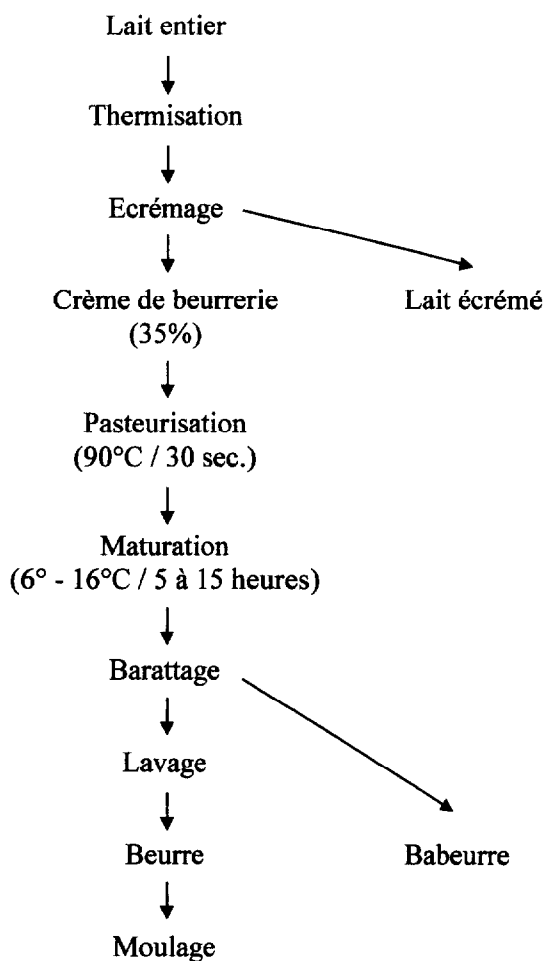 Lait entier
Thermisation
Ecrémage
Crème de beurrerie
(35%)
Lait écrémé
Pasteurisation
(90°C / 30 sec.)
Maturation
(6° - 16°C / 5 à 15 heures)
Barattage
Lavage
Beurre
Babeurre
Moulage